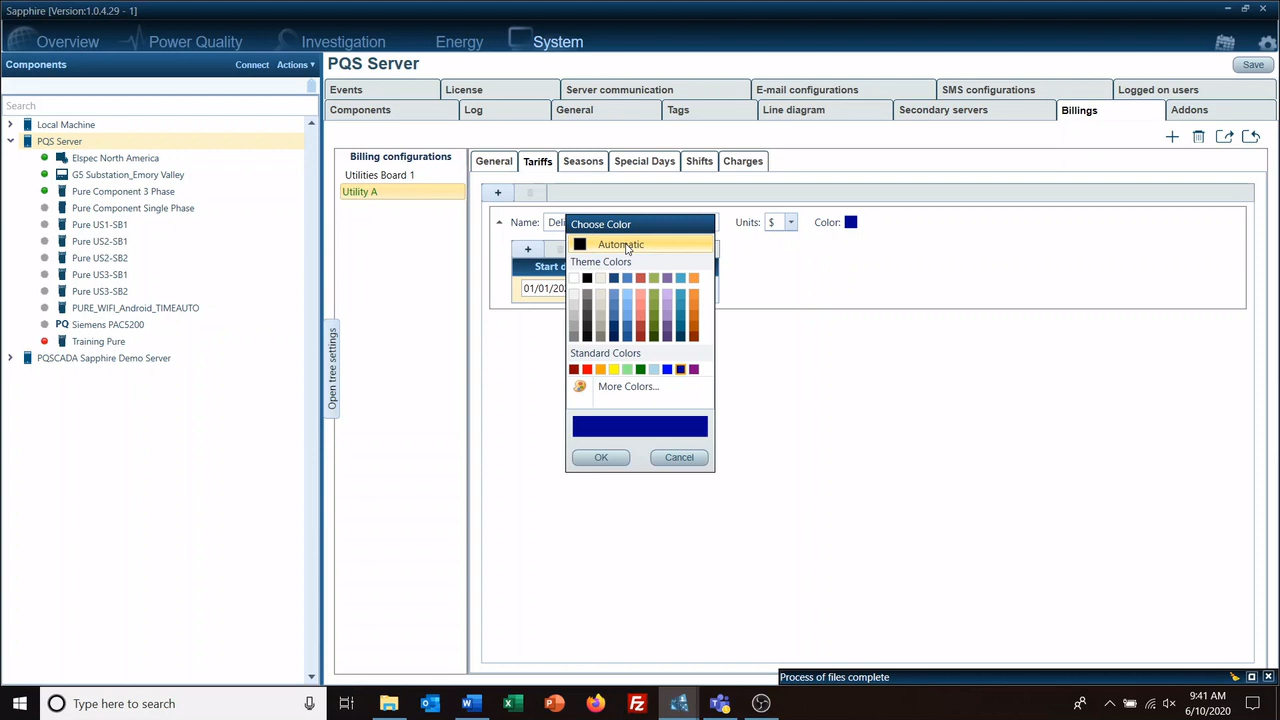 Sapphire (Version:1.0.4.29 - 1]
Overview Power Quality Investigation Energy System
Components Connect Actions
PQS Server Save
Events License Server communication E-mail configurations SMS configurations Logged on users
Components Log General Tags Line diagram Secondary servers Billings Addons
Search
Local Machine
PQS Server
Elspec North America
G5 Substation_Emory Valley
Pure Component 3 Phase
Pure Component Single Phase
Pure US1-SB1
Pure US2-SB1
Pure US2-SB2
Pure US3-SB1
Pure US3-SB2
PURE_WIFI_Android_TIMEAUTO
PQ Siemens PAC5200
Training Pure
PQSCADA Sapphire Demo Server
Open tree settings
Billing configurations
Utilities Board 1
Utility A
General Tariffs Seasons Special Days Shifts Charges
Name: Deli Units: $ Color:
Start d
01/01/202
Choose Color
Automatic
Theme Colors
Standard Colors
More Colors...
OK Cancel
Process of files complete
Type here to search
9:41 AM
6/10/2020